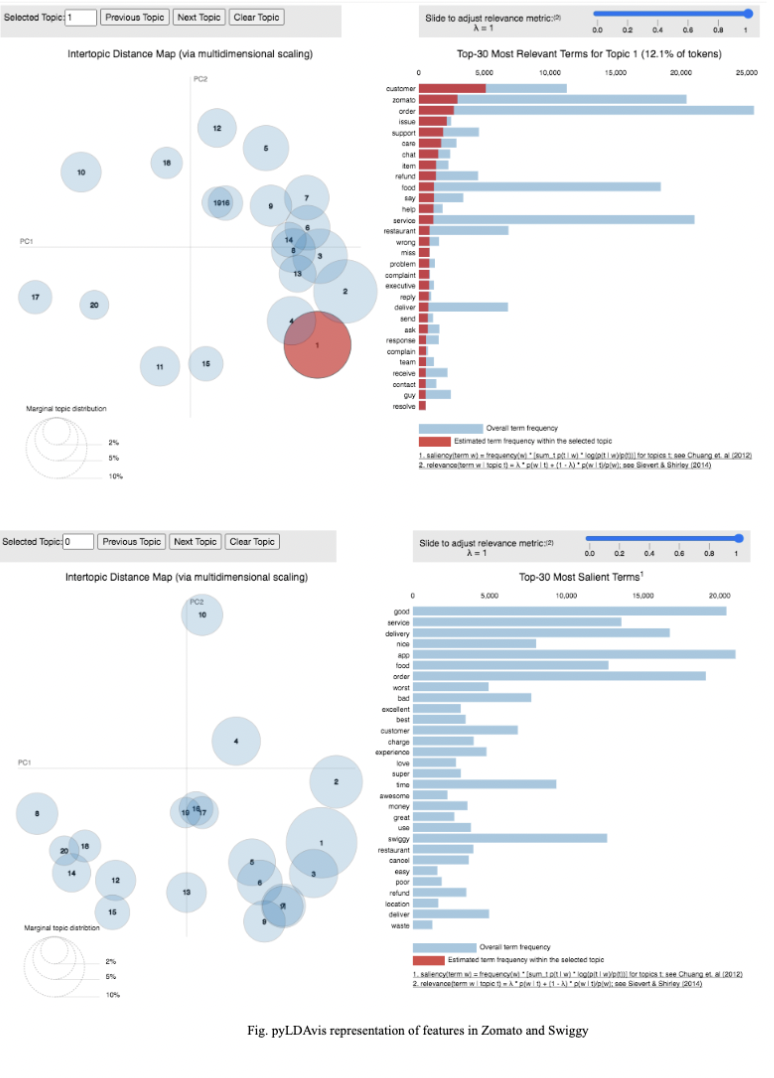 Selected Topic: 1 Previous Topic Next Topic Clear Topic
Slide to adjust relevance metric:(2)
λ = 1
0.0 0.2 0.4 0.6 0.8 1
Intertopic Distance Map (via multidimensional scaling)
PC2
PC1
12
5
18
10
1916
9
7
6
14
8
3
13
2
17
20
4
1
11
15
Marginal topic distribution
2%
5%
10%
Top-30 Most Relevant Terms for Topic 1 (12.1% of tokens)
0 5,000 10,000 15,000 20,000 25,000
customer
zomato
order
issue
support
care
chat
item
refund
food
say
help
service
restaurant
wrong
miss
problem
complaint
executive
reply
deliver
send
ask
response
complain
team
receive
contact
guy
resolve
Overall term frequency
Estimated term frequency within the selected topic
1. saliency(term w) = frequency(w) * [sum_t p(t | w) * log(p(t | w)/p(t))] for topics t; see Chuang et. al (2012)
2. relevance(term w | topic t) = λ * p(w | t) + (1 - λ) * p(w | t)/p(w); see Sievert & Shirley (2014)
Selected Topic: 0 Previous Topic Next Topic Clear Topic
Slide to adjust relevance metric:(2)
λ = 1
0.0 0.2 0.4 0.6 0.8 1
Intertopic Distance Map (via multidimensional scaling)
PC2
10
4
PC1
2
8
19
16
17
1
18
20
14
12
5
3
6
13
15
9
Marginal topic distribtion
2%
5%
10%
Top-30 Most Salient Terms1
0 5,000 10,000 15,000 20,000
good
service
delivery
nice
app
food
order
worst
bad
excellent
best
customer
charge
experience
love
super
time
awesome
money
great
use
swiggy
restaurant
cancel
easy
poor
refund
location
deliver
waste
Overall term frequency
Estimated term frequency within the selected topic
1. saliency(term w) = frequency(w) * [sum_t p(t | w) * log(p(t | w)/p(t))] for topics t; see Chuang et. al (2012)
2. relevance(term w | topic t) = λ * p(w | t) + (1 - λ) * p(w | t)/p(w); see Sievert & Shirley (2014)
Fig. pyLDAvis representation of features in Zomato and Swiggy